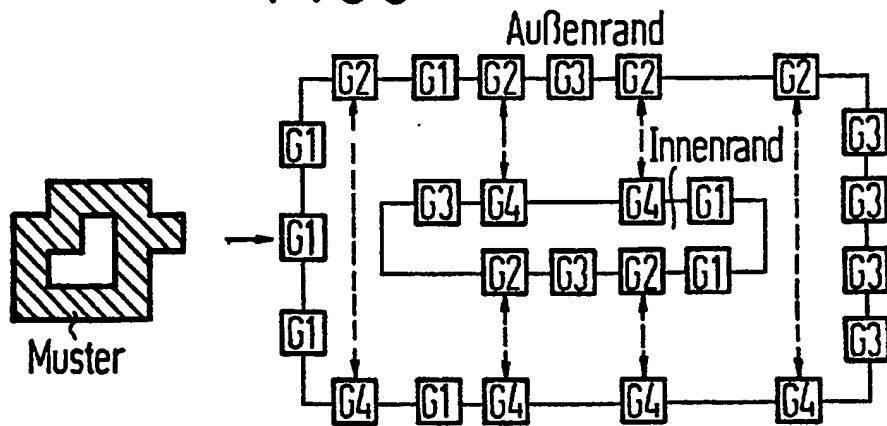 Außenrand
G2 G1 G2 G3 G2 G2
G1 G3
Innenrand
G3 G4 G4 G1 G3
G1
G2 G3 G2 G1 G3
G1 G3
Muster
G4 G1 G4 G4 G4